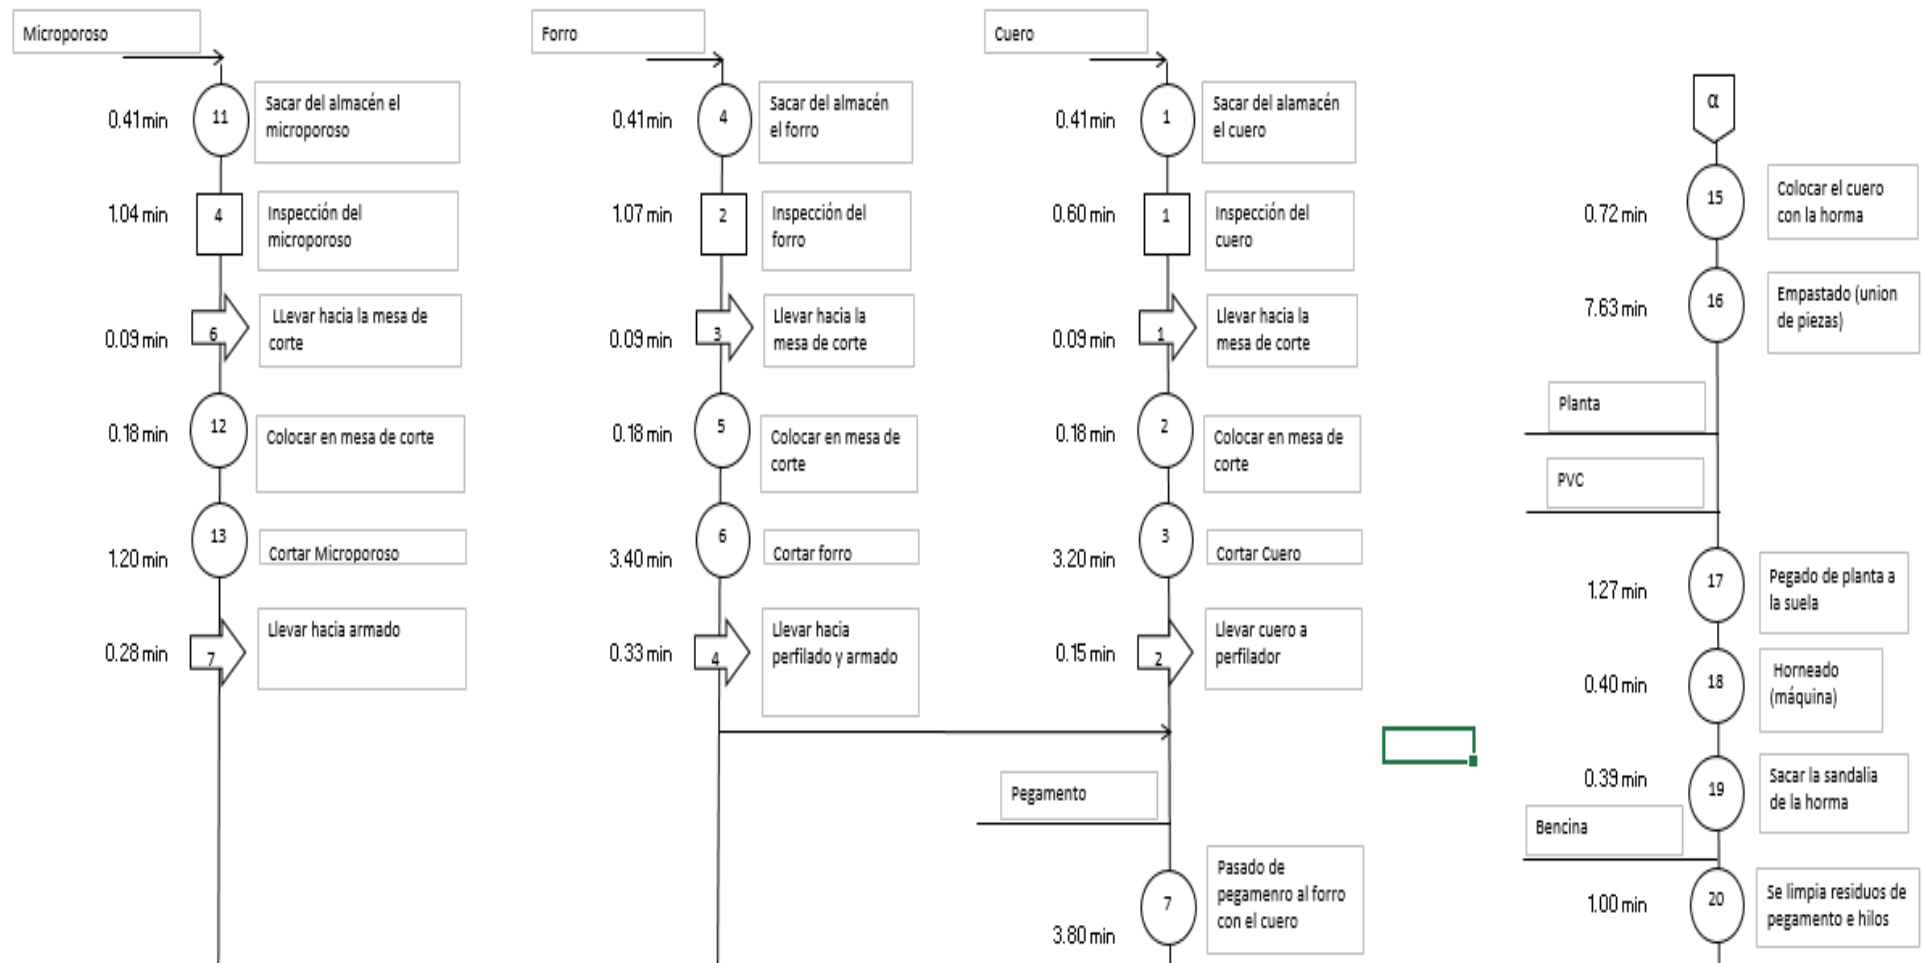 Microporoso
0.41 min
11
Sacar del almacén el
microporoso
1.04 min
4
Inspección del
microporoso
0.09 min
6
LLevar hacia la mesa de
corte
0.18 min
12
Colocar en mesa de corte
1.20 min
13
Cortar Microporoso
0.28 min
7
Llevar hacia armado
Forro
0.41 min
4
Sacar del almacén
el forro
1.07 min
2
Inspección del
forro
0.09 min
3
Llevar hacia la
mesa de corte
0.18 min
5
Colocar en mesa de
corte
3.40 min
6
Cortar forro
0.33 min
4
Llevar hacia
perfilado y armado
Cuero
0.41 min
1
Sacar del alamacén
el cuero
0.60 min
1
Inspección del
cuero
0.09 min
1
Llevar hacia la
mesa de corte
0.18 min
2
Colocar en mesa de
corte
3.20 min
3
Cortar Cuero
0.15 min
2
Llevar cuero a
perfilador
Pegamento
3.80 min
7
Pasado de
pegamenro al forro
con el cuero
α
0.72 min
15
Colocar el cuero
con la horma
7.63 min
16
Empastado (union
de piezas)
Planta
PVC
1.27 min
17
Pegado de planta a
la suela
0.40 min
18
Horneado
(máquina)
0.39 min
19
Sacar la sandalia
de la horma
Bencina
1.00 min
20
Se limpia residuos de
pegamento e hilos